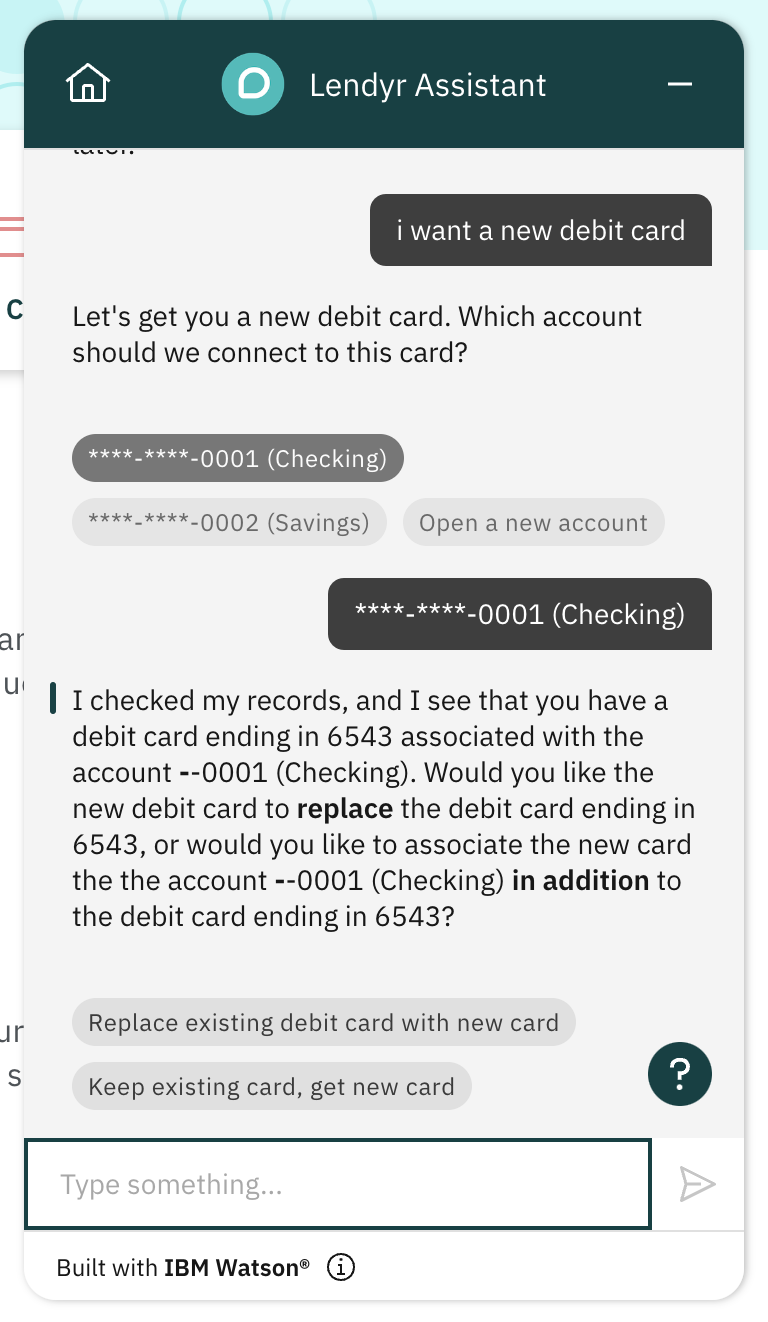 Lendyr Assistant
later.
i want a new debit card
Let's get you a new debit card. Which account
should we connect to this card?
****-****-0001 (Checking)
****-****-0002 (Savings)
Open a new account
****-****-0001 (Checking)
I checked my records, and I see that you have a
debit card ending in 6543 associated with the
account --0001 (Checking). Would you like the
new debit card to replace the debit card ending in
6543, or would you like to associate the new card
the the account --0001 (Checking) in addition to
the debit card ending in 6543?
Replace existing debit card with new card
Keep existing card, get new card
?
Type something...
Built with IBM Watson®